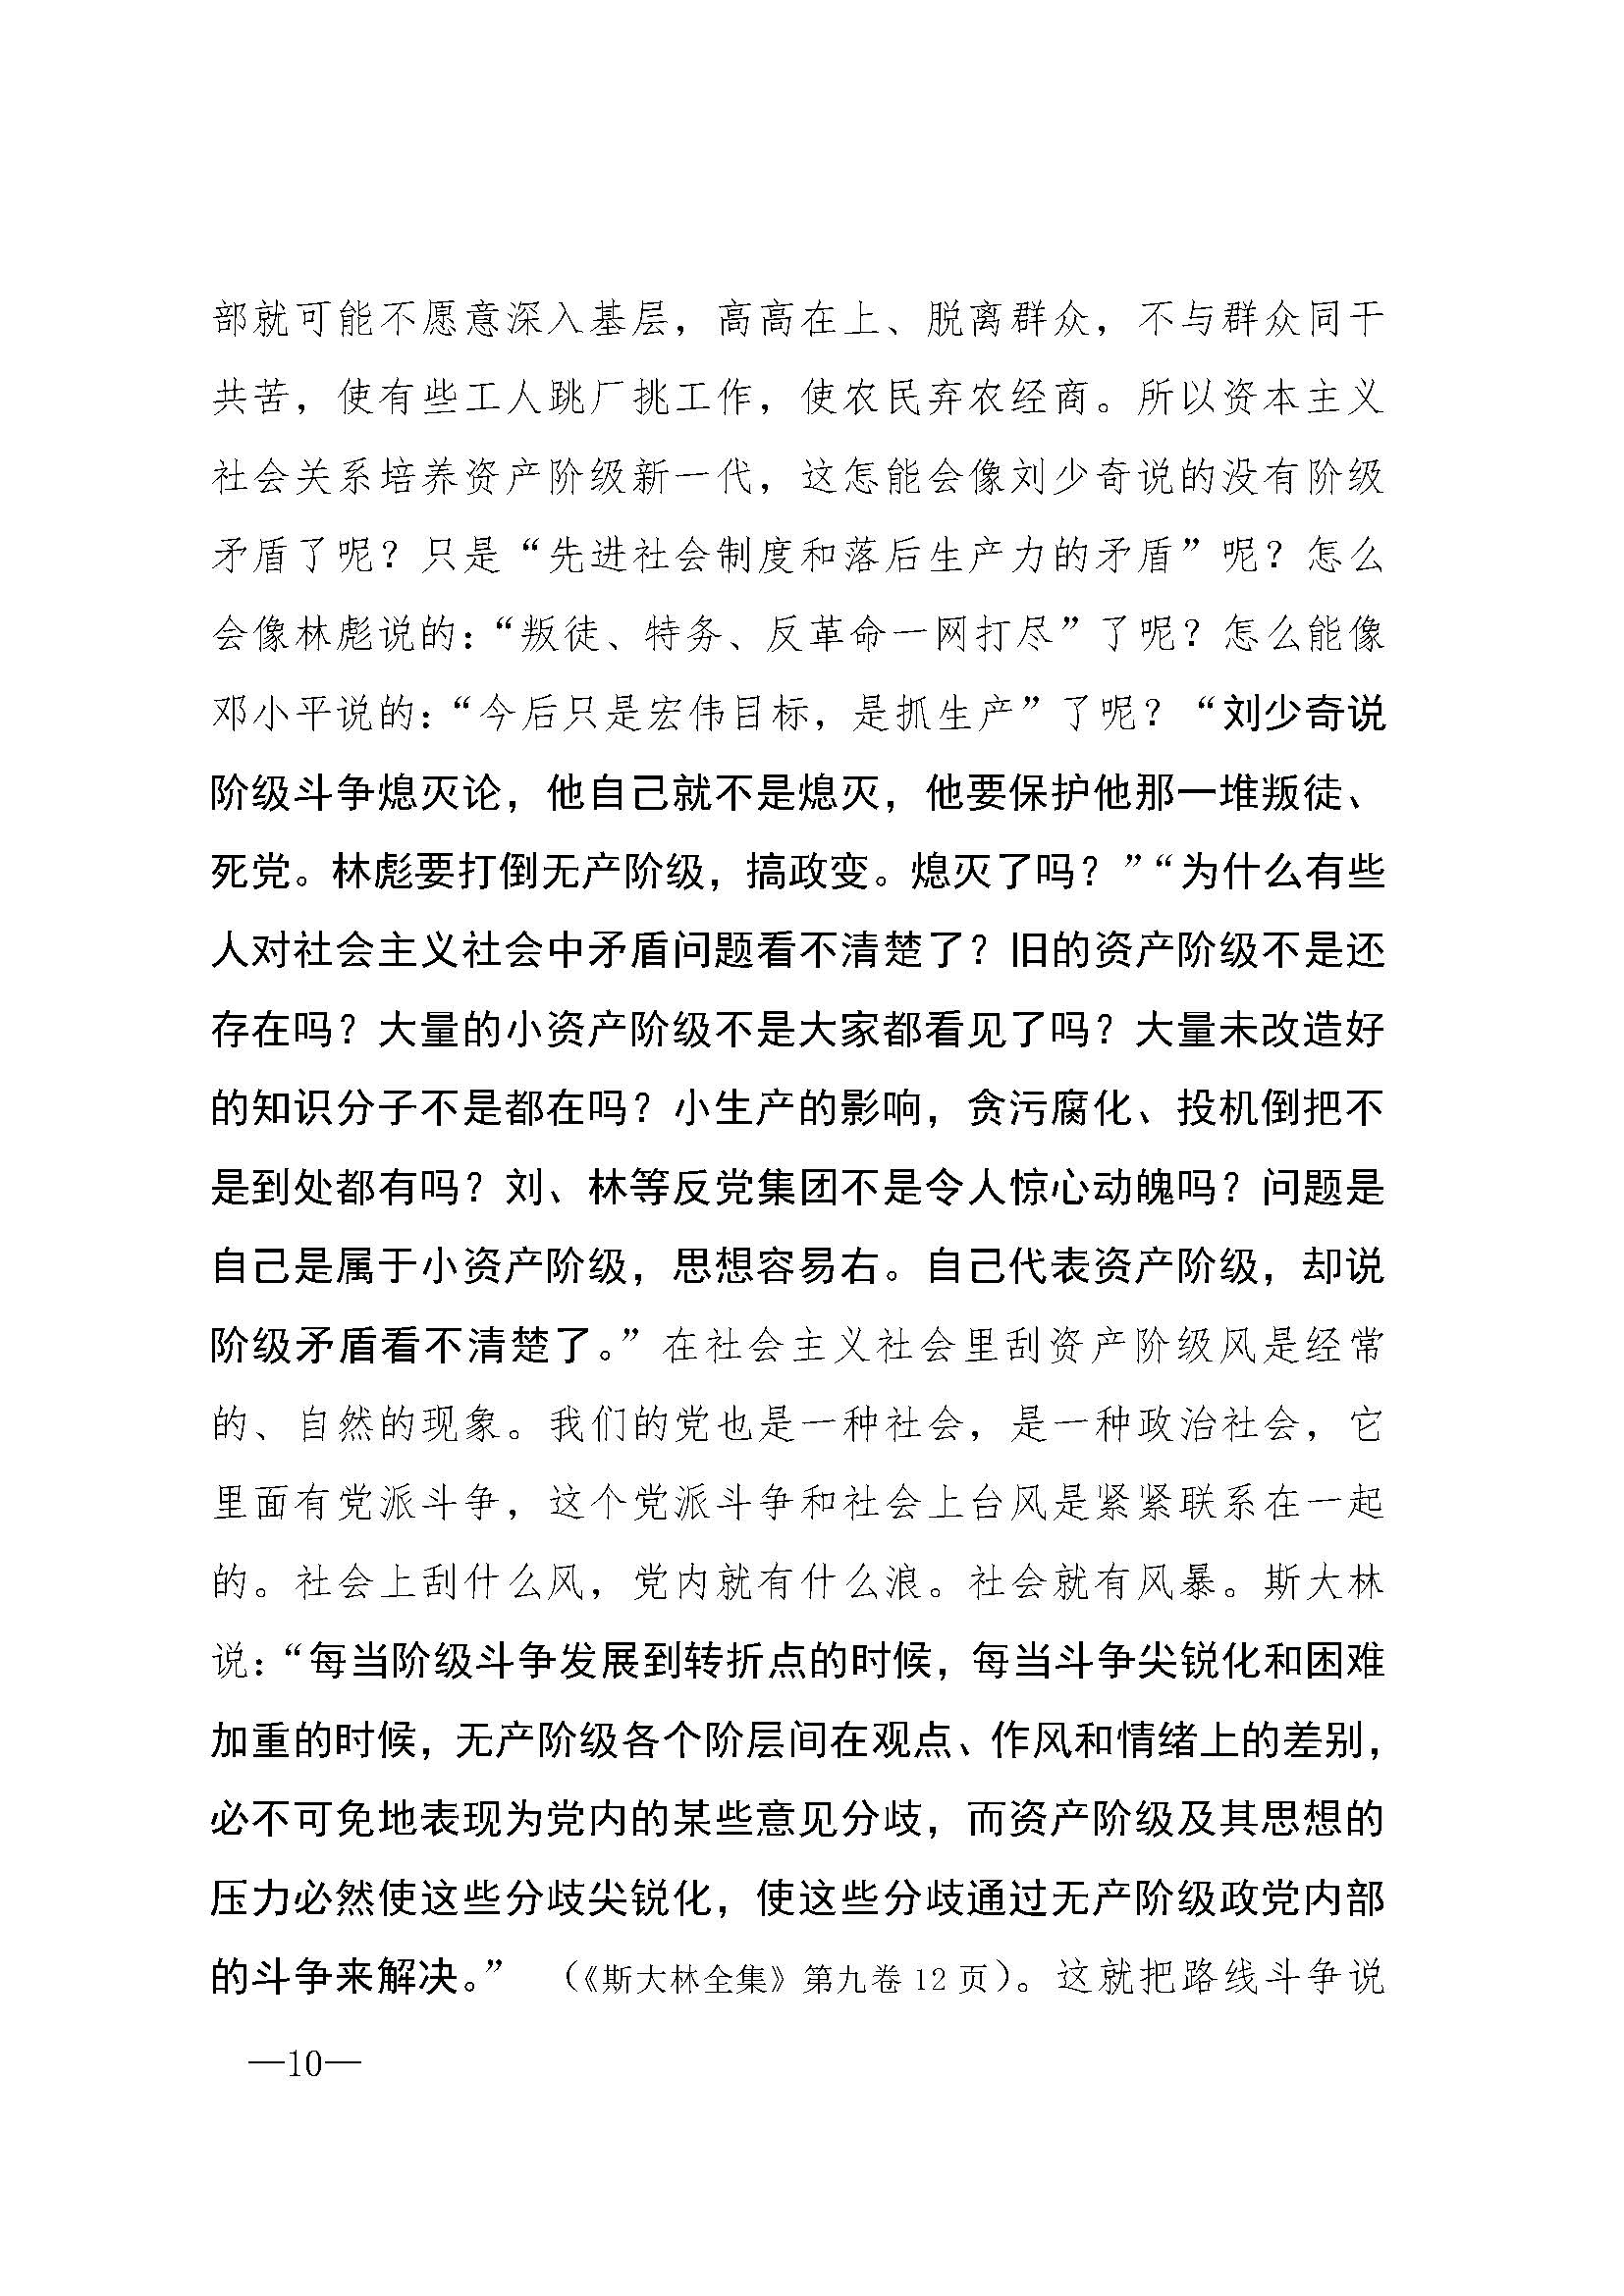 部就可能不愿意深入基层，高高在上、脱离群众，不与群众同干
共苦，使有些工人跳厂挑工作，使农民弃农经商。所以资本主义
社会关系培养资产阶级新一代，这怎能会像刘少奇说的没有阶级
矛盾了呢？只是“先进社会制度和落后生产力的矛盾”呢？怎么
会像林彪说的：“叛徒、特务、反革命一网打尽”了呢？怎么能像
邓小平说的：“今后只是宏伟目标，是抓生产”了呢？“刘少奇说
阶级斗争熄灭论，他自己就不是熄灭，他要保护他那一堆叛徒、
死党。林彪要打倒无产阶级，搞政变。熄灭了吗？”“为什么有些
人对社会主义社会中矛盾问题看不清楚了？旧的资产阶级不是还
存在吗？大量的小资产阶级不是大家都看见了吗？大量未改造好
的知识分子不是都在吗？小生产的影响，贪污腐化、投机倒把不
是到处都有吗？刘、林等反党集团不是令人惊心动魄吗？问题是
自己是属于小资产阶级，思想容易右。自己代表资产阶级，却说
阶级矛盾看不清楚了。”在社会主义社会里刮资产阶级风是经常
的、自然的现象。我们的党也是一种社会，是一种政治社会，它
里面有党派斗争，这个党派斗争和社会上台风是紧紧联系在一起
的。社会上刮什么风，党内就有什么浪。社会就有风暴。斯大林
说：“每当阶级斗争发展到转折点的时候，每当斗争尖锐化和困难
加重的时候，无产阶级各个阶层间在观点、作风和情绪上的差别，
必不可免地表现为党内的某些意见分歧，而资产阶级及其思想的
压力必然使这些分歧尖锐化，使这些分歧通过无产阶级政党内部
的斗争来解决。”（《斯大林全集》第九卷 12 页）。这就把路线斗争说
—10—